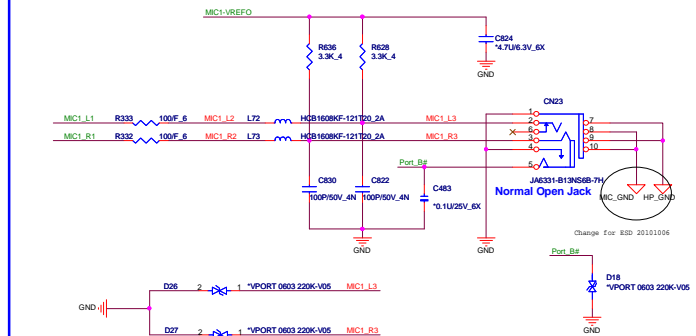 MIC1-VREFO
R636
3.3K_4
R628
3.3K_4
C824
*4.7U/6.3V_6X
GND
CN23
MIC1_L1 R333 100/F_6 MIC1_L2 L72 HCB1608KF-121T20_2A MIC1_L3
MIC1_R1 R332 100/F_6 MIC1_R2 L73 HCB1608KF-121T20_2A MIC1_R3
1
2
6
3
4
5
7
8
9
10
Port_B#
JA6331-B13NS6B-7H
Normal Open Jack
C830
100P/50V_4N
C822
100P/50V_4N
C483
*0.1U/25V_6X
MIC_GND HP_GND
GND
GND
Change for ESD 20101006
Port_B#
D18
*VPORT 0603 220K-V05
GND
D26 2 1 *VPORT 0603 220K-V05 MIC1_L3
GND
D27 2 1 *VPORT 0603 220K-V05 MIC1_R3